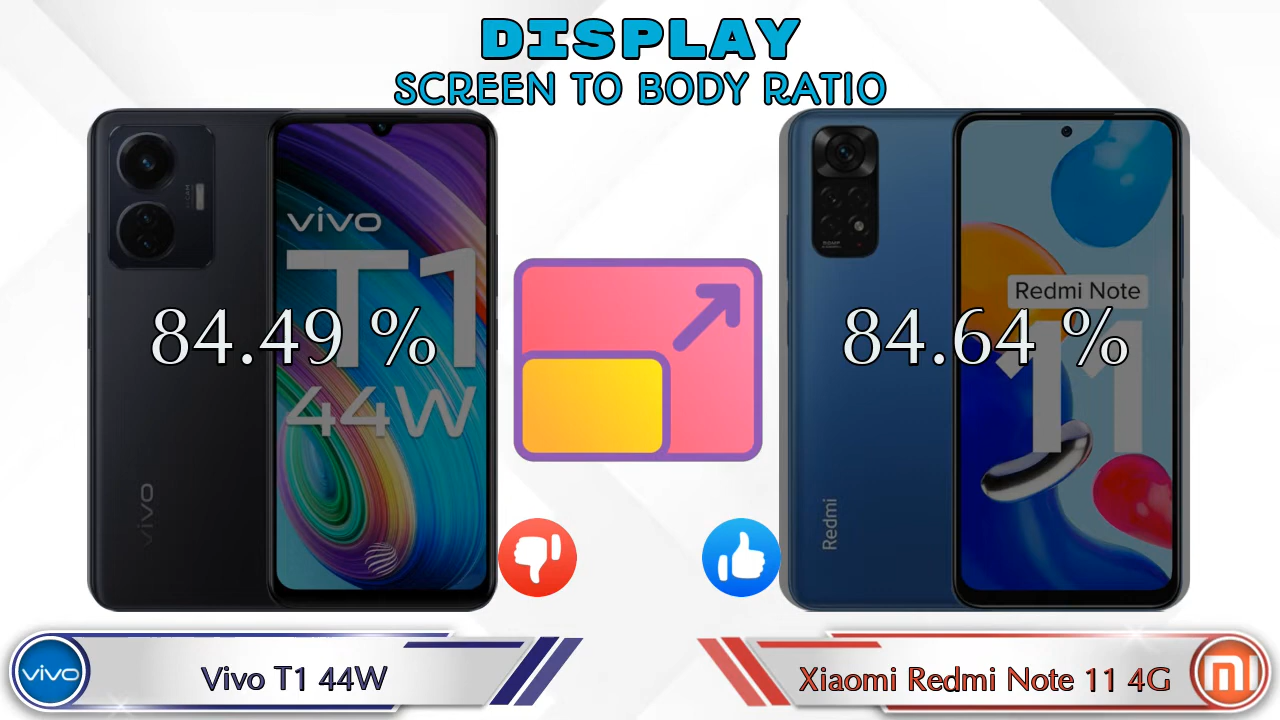 DISPLAY
SCREEN TO BODY RATIO
vivo
T1
44W
84.49 %
vivo
Redmi Note
11
84.64 %
Redmi
vivo
Vivo T1 44W
Xiaomi Redmi Note 11 4G